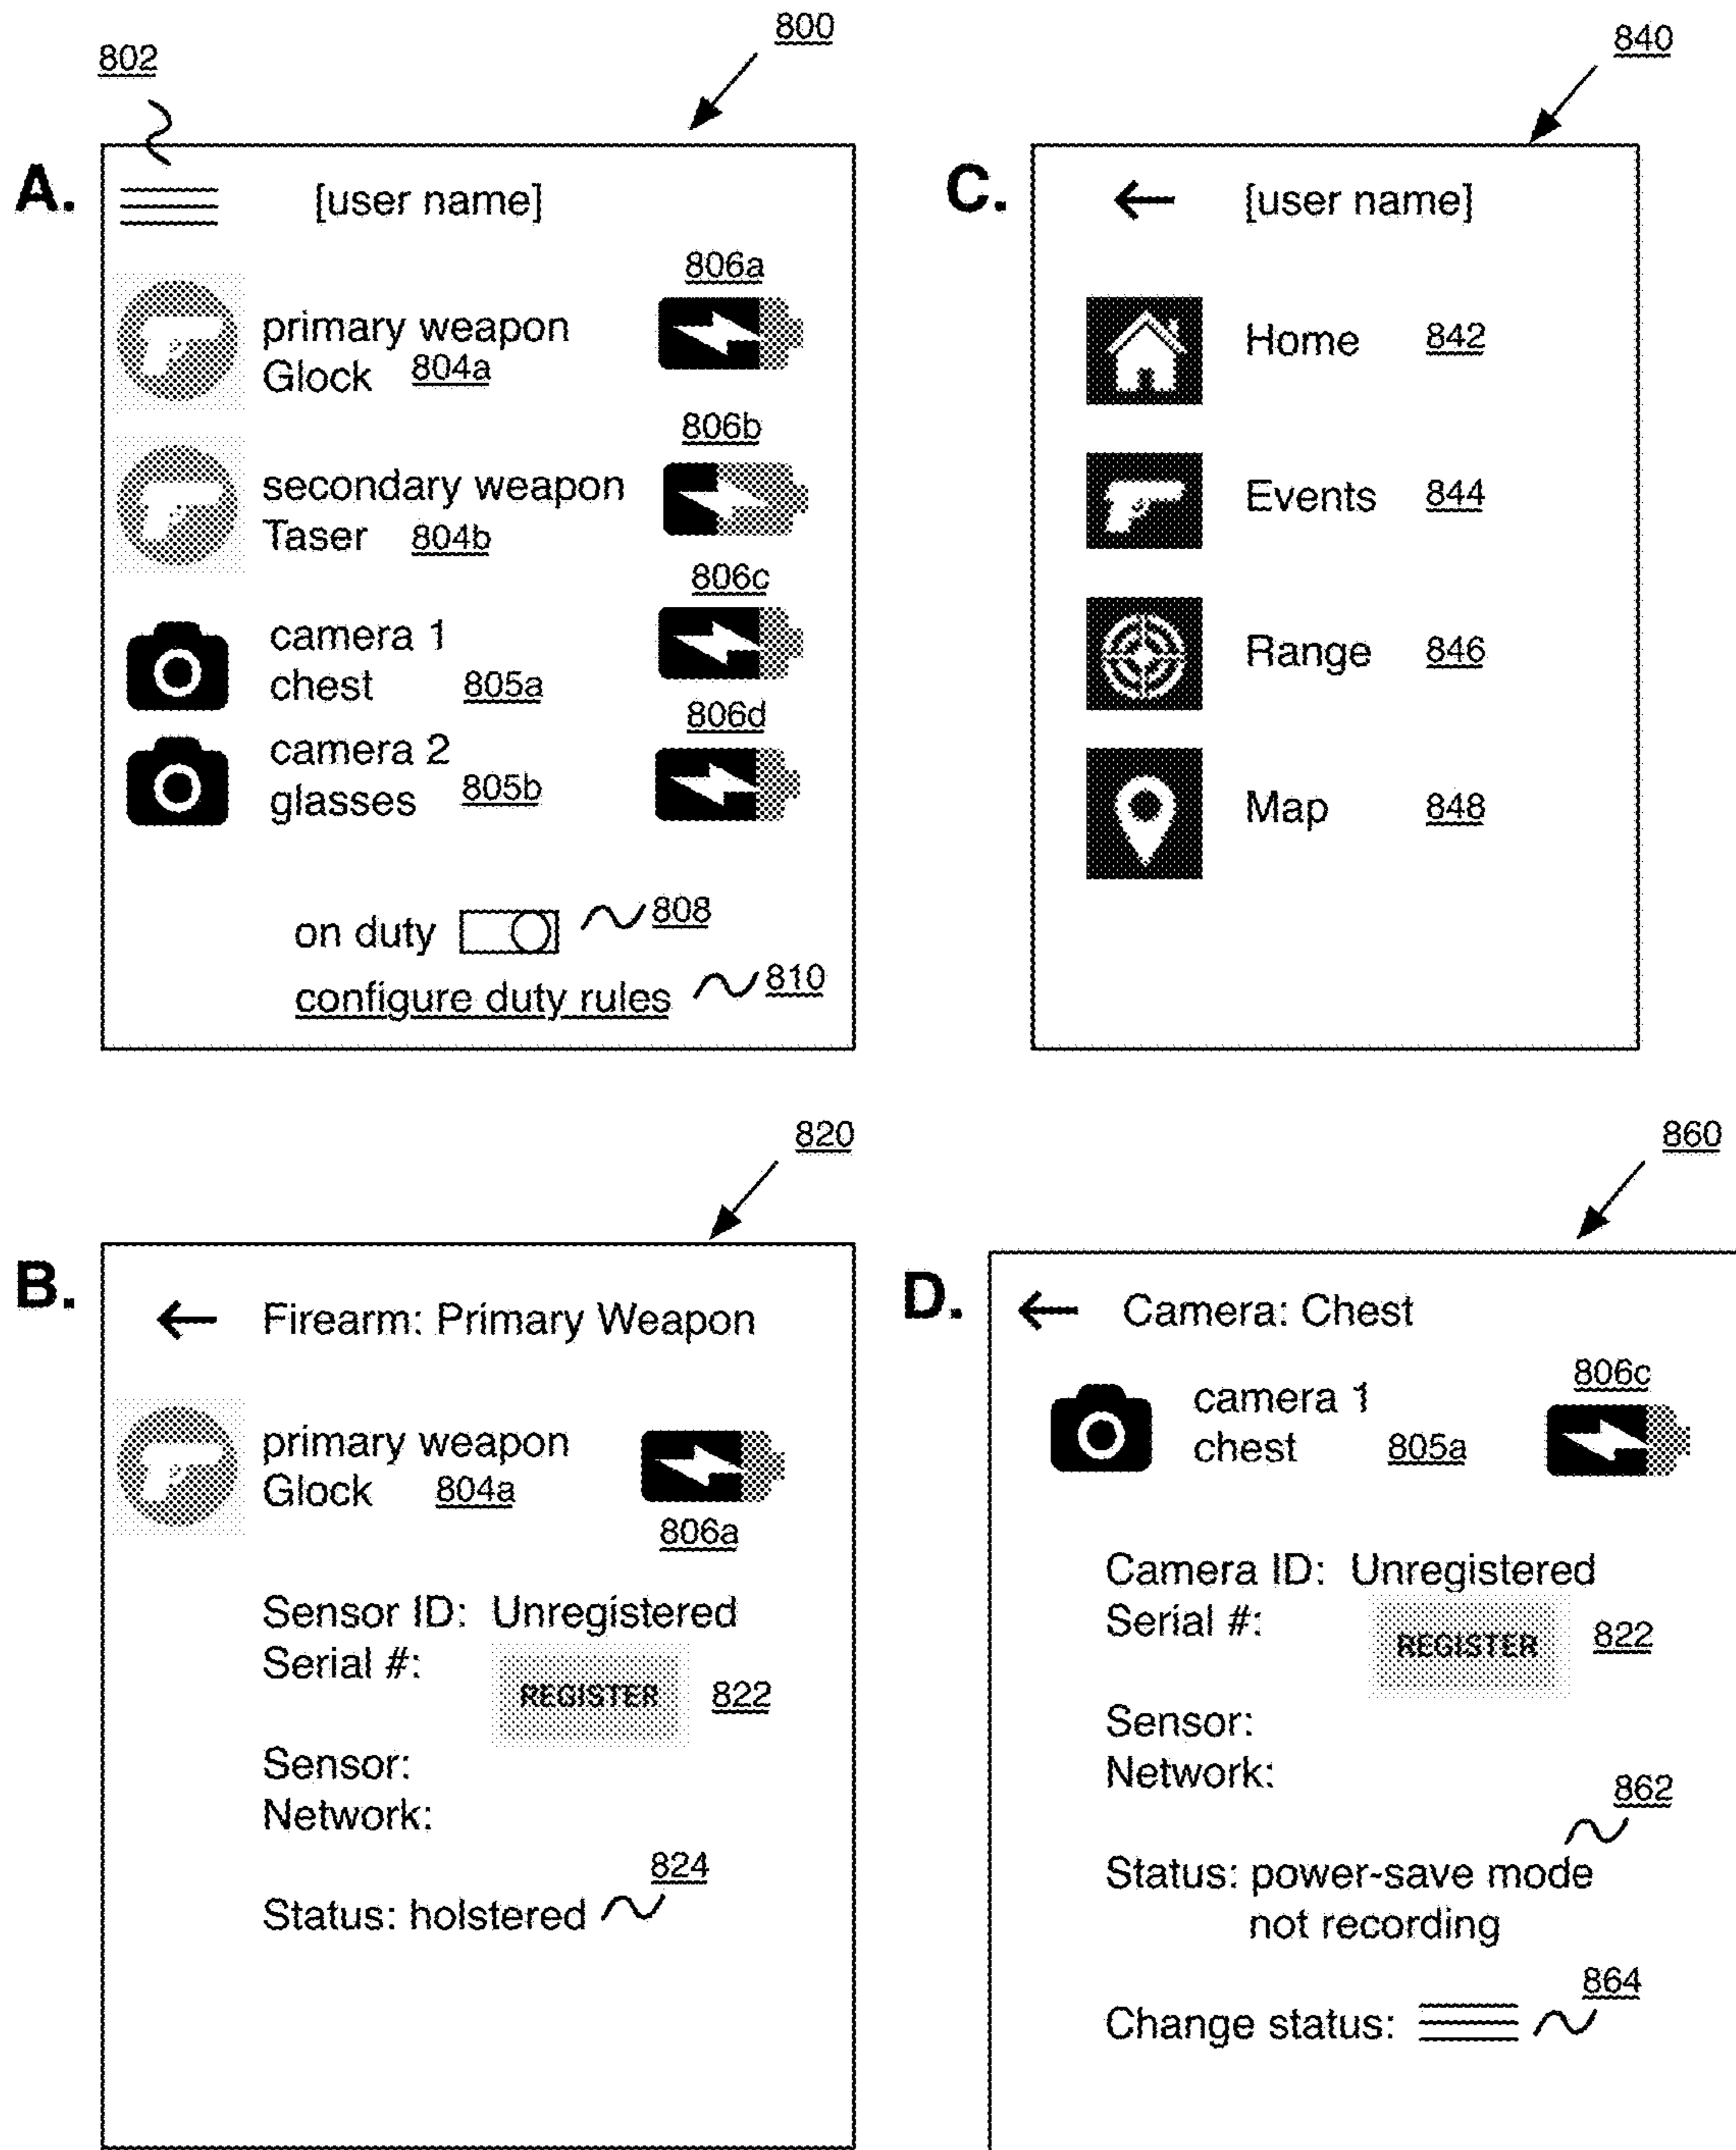 802
800
A.
[user name]
806a
primary weapon
Glock 804a
806b
secondary weapon
Taser 804b
806c
camera 1
chest 805a
806d
camera 2
glasses 805b
on duty 808
configure duty rules 810
840
C.
[user name]
Home 842
Events 844
Range 846
Map 848
820
B.
Firearm: Primary Weapon
primary weapon
Glock 804a
806a
Sensor ID: Unregistered
Serial #:
REGISTER 822
Sensor:
Network:
824
Status: holstered
860
D.
Camera: Chest
806c
camera 1
chest 805a
Camera ID: Unregistered
Serial #:
REGISTER 822
Sensor:
Network:
862
Status: power-save mode
not recording
864
Change status: